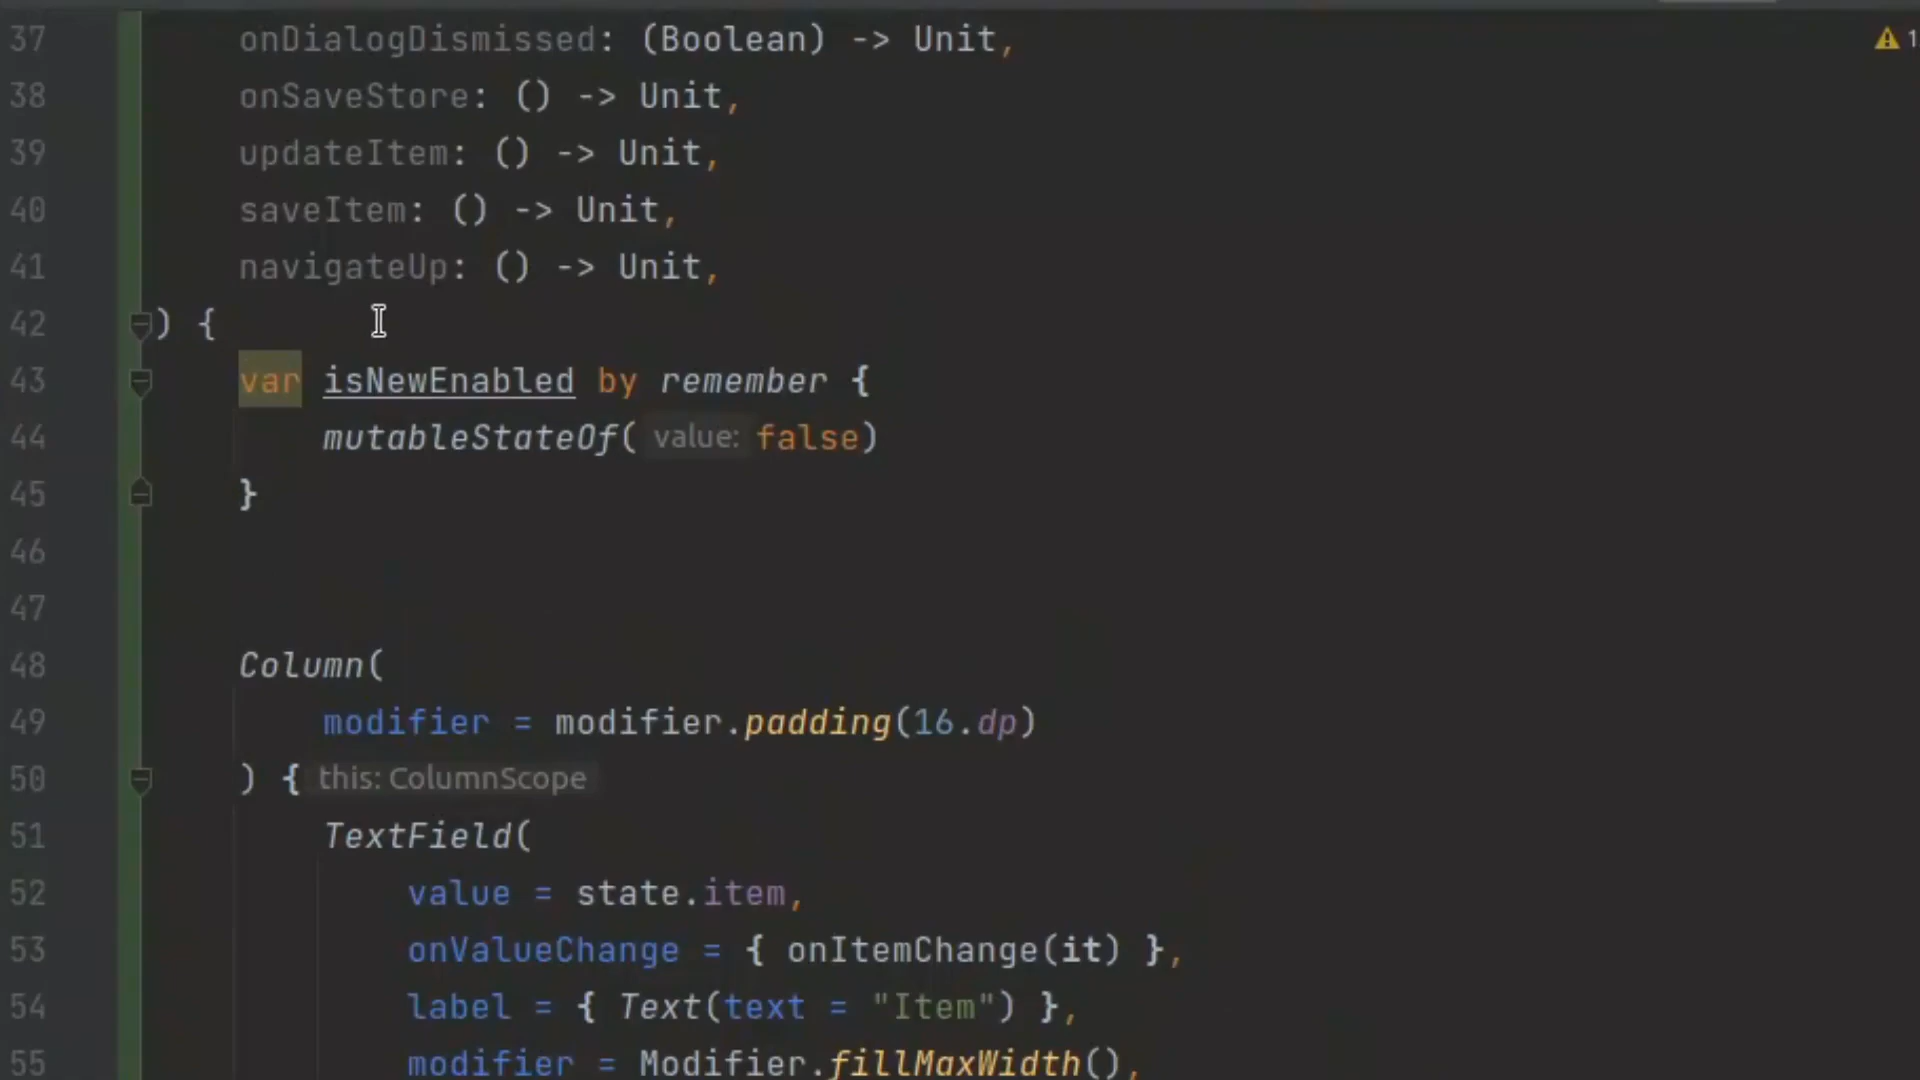 37 onDialogDismissed: (Boolean) -> Unit,
1
38 onSaveStore: () -> Unit,
39 updateItem: () -> Unit,
40 saveItem: () -> Unit,
41 navigateUp: () -> Unit,
42 ) {
43 var isNewEnabled by remember {
44 mutableStateOf( value: false)
45 }
46
47
48 Column(
49 modifier = modifier.padding(16.dp)
50 ) { this: ColumnScope
51 TextField(
52 value = state.item,
53 onValueChange = { onItemChange(it) },
54 label = { Text(text = "Item") },
55 modifier = Modifier.fillMaxWidth(),